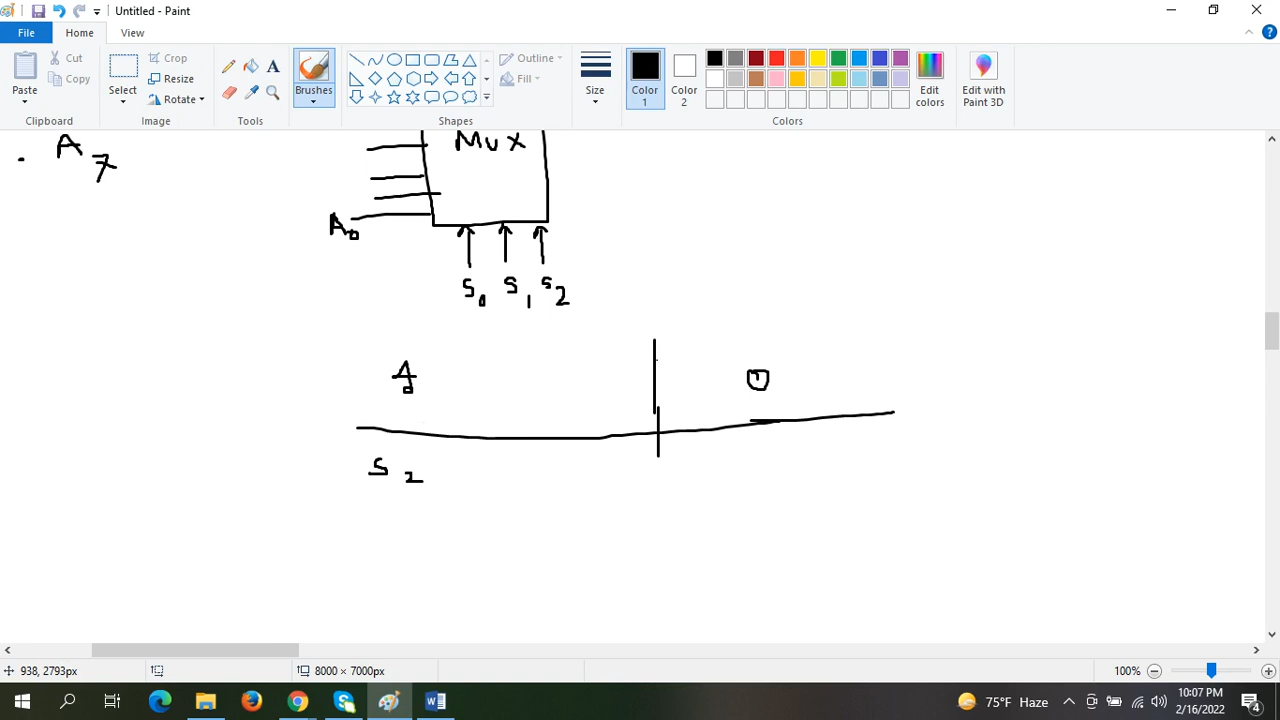 Untitled - Paint
File Home View
Paste
Cut
Copy
Clipboard
Select
Crop
Resize
Rotate
Image
A
Tools
Brushes
Outline
Fill
Shapes
Size
Color 1
Color 2
Edit colors
Colors
Edit with Paint 3D
. A7
Mux
A0
S0 S1 S2
S2
938, 2793px
8000 × 7000px
100%
75°F Haze
10:07 PM
2/16/2022
4